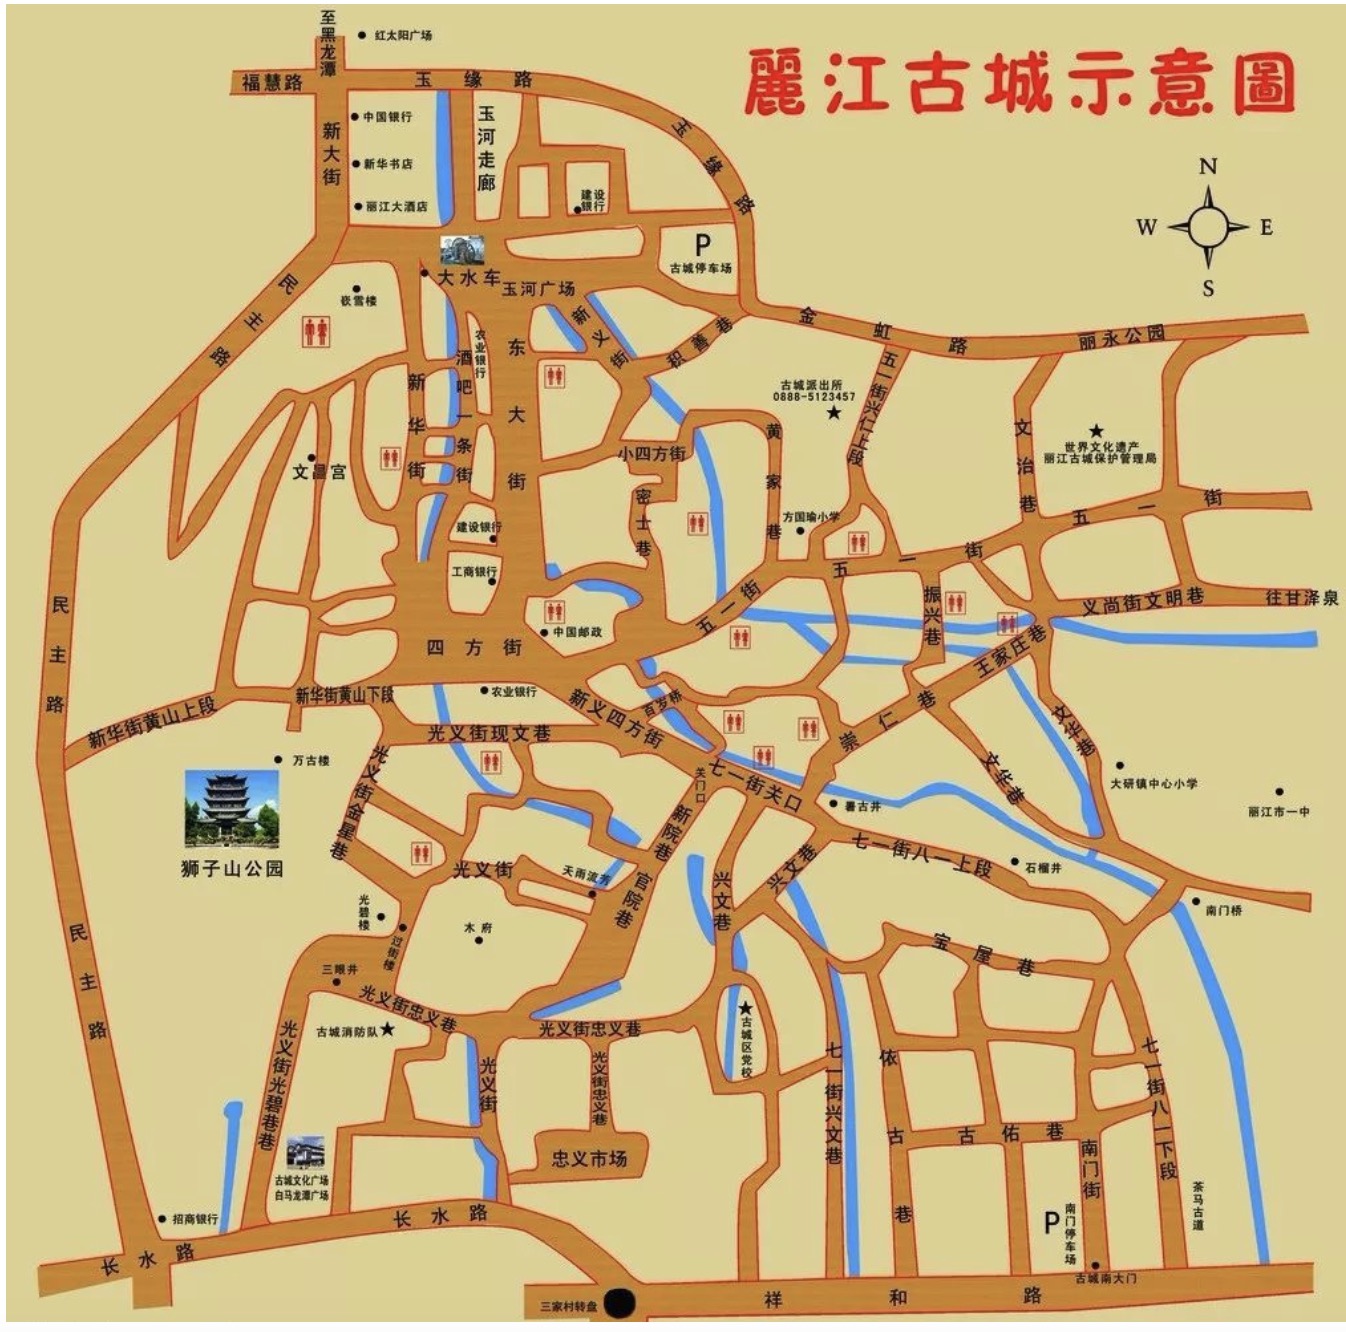 麗江古城示意圖
至黑龙潭
红太阳广场
福慧路
玉缘路
玉缘路
新大街
中国银行
新华书店
丽江大酒店
玉河走廊
建设
银行
P
古城停车场
N
W
E
S
大水车
玉河广场
嵌雪楼
民主路
新华街
酒吧一条街
农业银行
东大街
新义街
积善巷
金虹路
丽永公园
古城派出所
0888-5123457
五一街兴仁上段
文治巷
世界文化遗产
丽江古城保护管理局
文昌宫
小四方街
密士巷
黄家巷
方国瑜小学
五一街
建设银行
工商银行
中国邮政
五一街
五一街
振兴巷
义尚街文明巷
往甘泽泉
王家庄巷
民主路
四方街
农业银行
新华街黄山上段
新华街黄山下段
光义街现文巷
新义四方街
百岁桥
崇仁巷
文华巷
文华巷
大研镇中心小学
丽江市一中
万古楼
狮子山公园
光义街金星巷
关门口
七一街关口
署古井
新院巷
官院巷
光义街
天雨流芳
兴文巷
兴文巷
七一街八一上段
石榴井
南门桥
光碧楼
过街楼
木府
三眼井
宝屋巷
民主路
光义街忠义巷
古城消防队
光义街忠义巷
光义街忠义巷
光义街
光义街光碧巷巷
古城区党校
七一街兴文巷
依古巷
古佑巷
七一街八一下段
南门街
忠义市场
古城文化广场
白马龙潭广场
招商银行
长水路
长水路
P
南门停车场
茶马古道
古城南大门
三家村转盘
祥和路